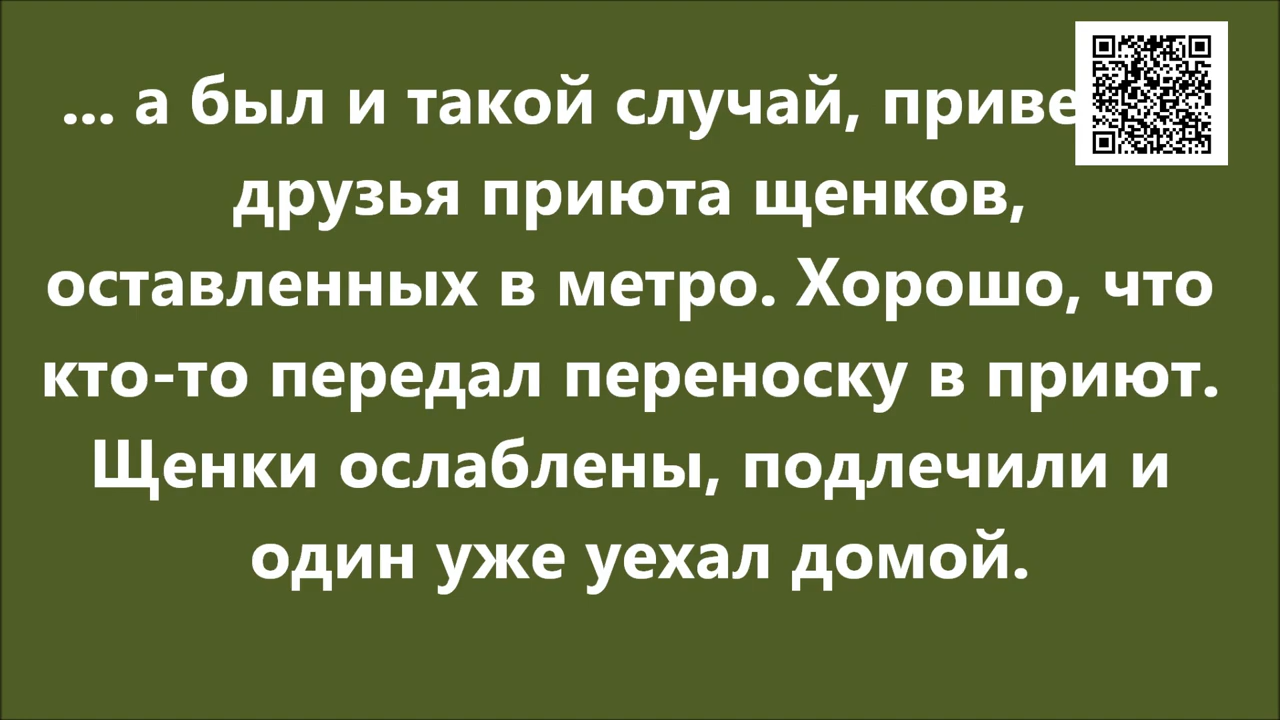 ... а был и такой случай,
друзья приюта щенков,
оставленных в метро. Хорошо, что
кто-то передал переноску в приют.
Щенки ослаблены, подлечили и
один уже уехал домой.